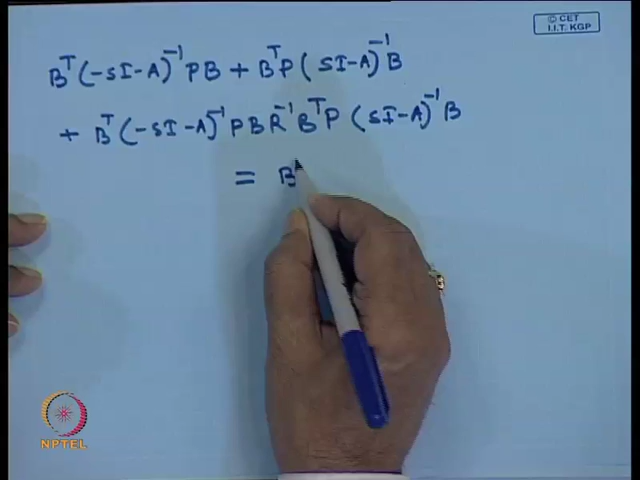 © CET
I.I.T. KGP
Bᵀ(-sI-A)⁻¹PB + BᵀP(sI-A)⁻¹B
+ Bᵀ(-sI-A)⁻¹PBR⁻¹BᵀP(sI-A)⁻¹B
= B
NPTEL